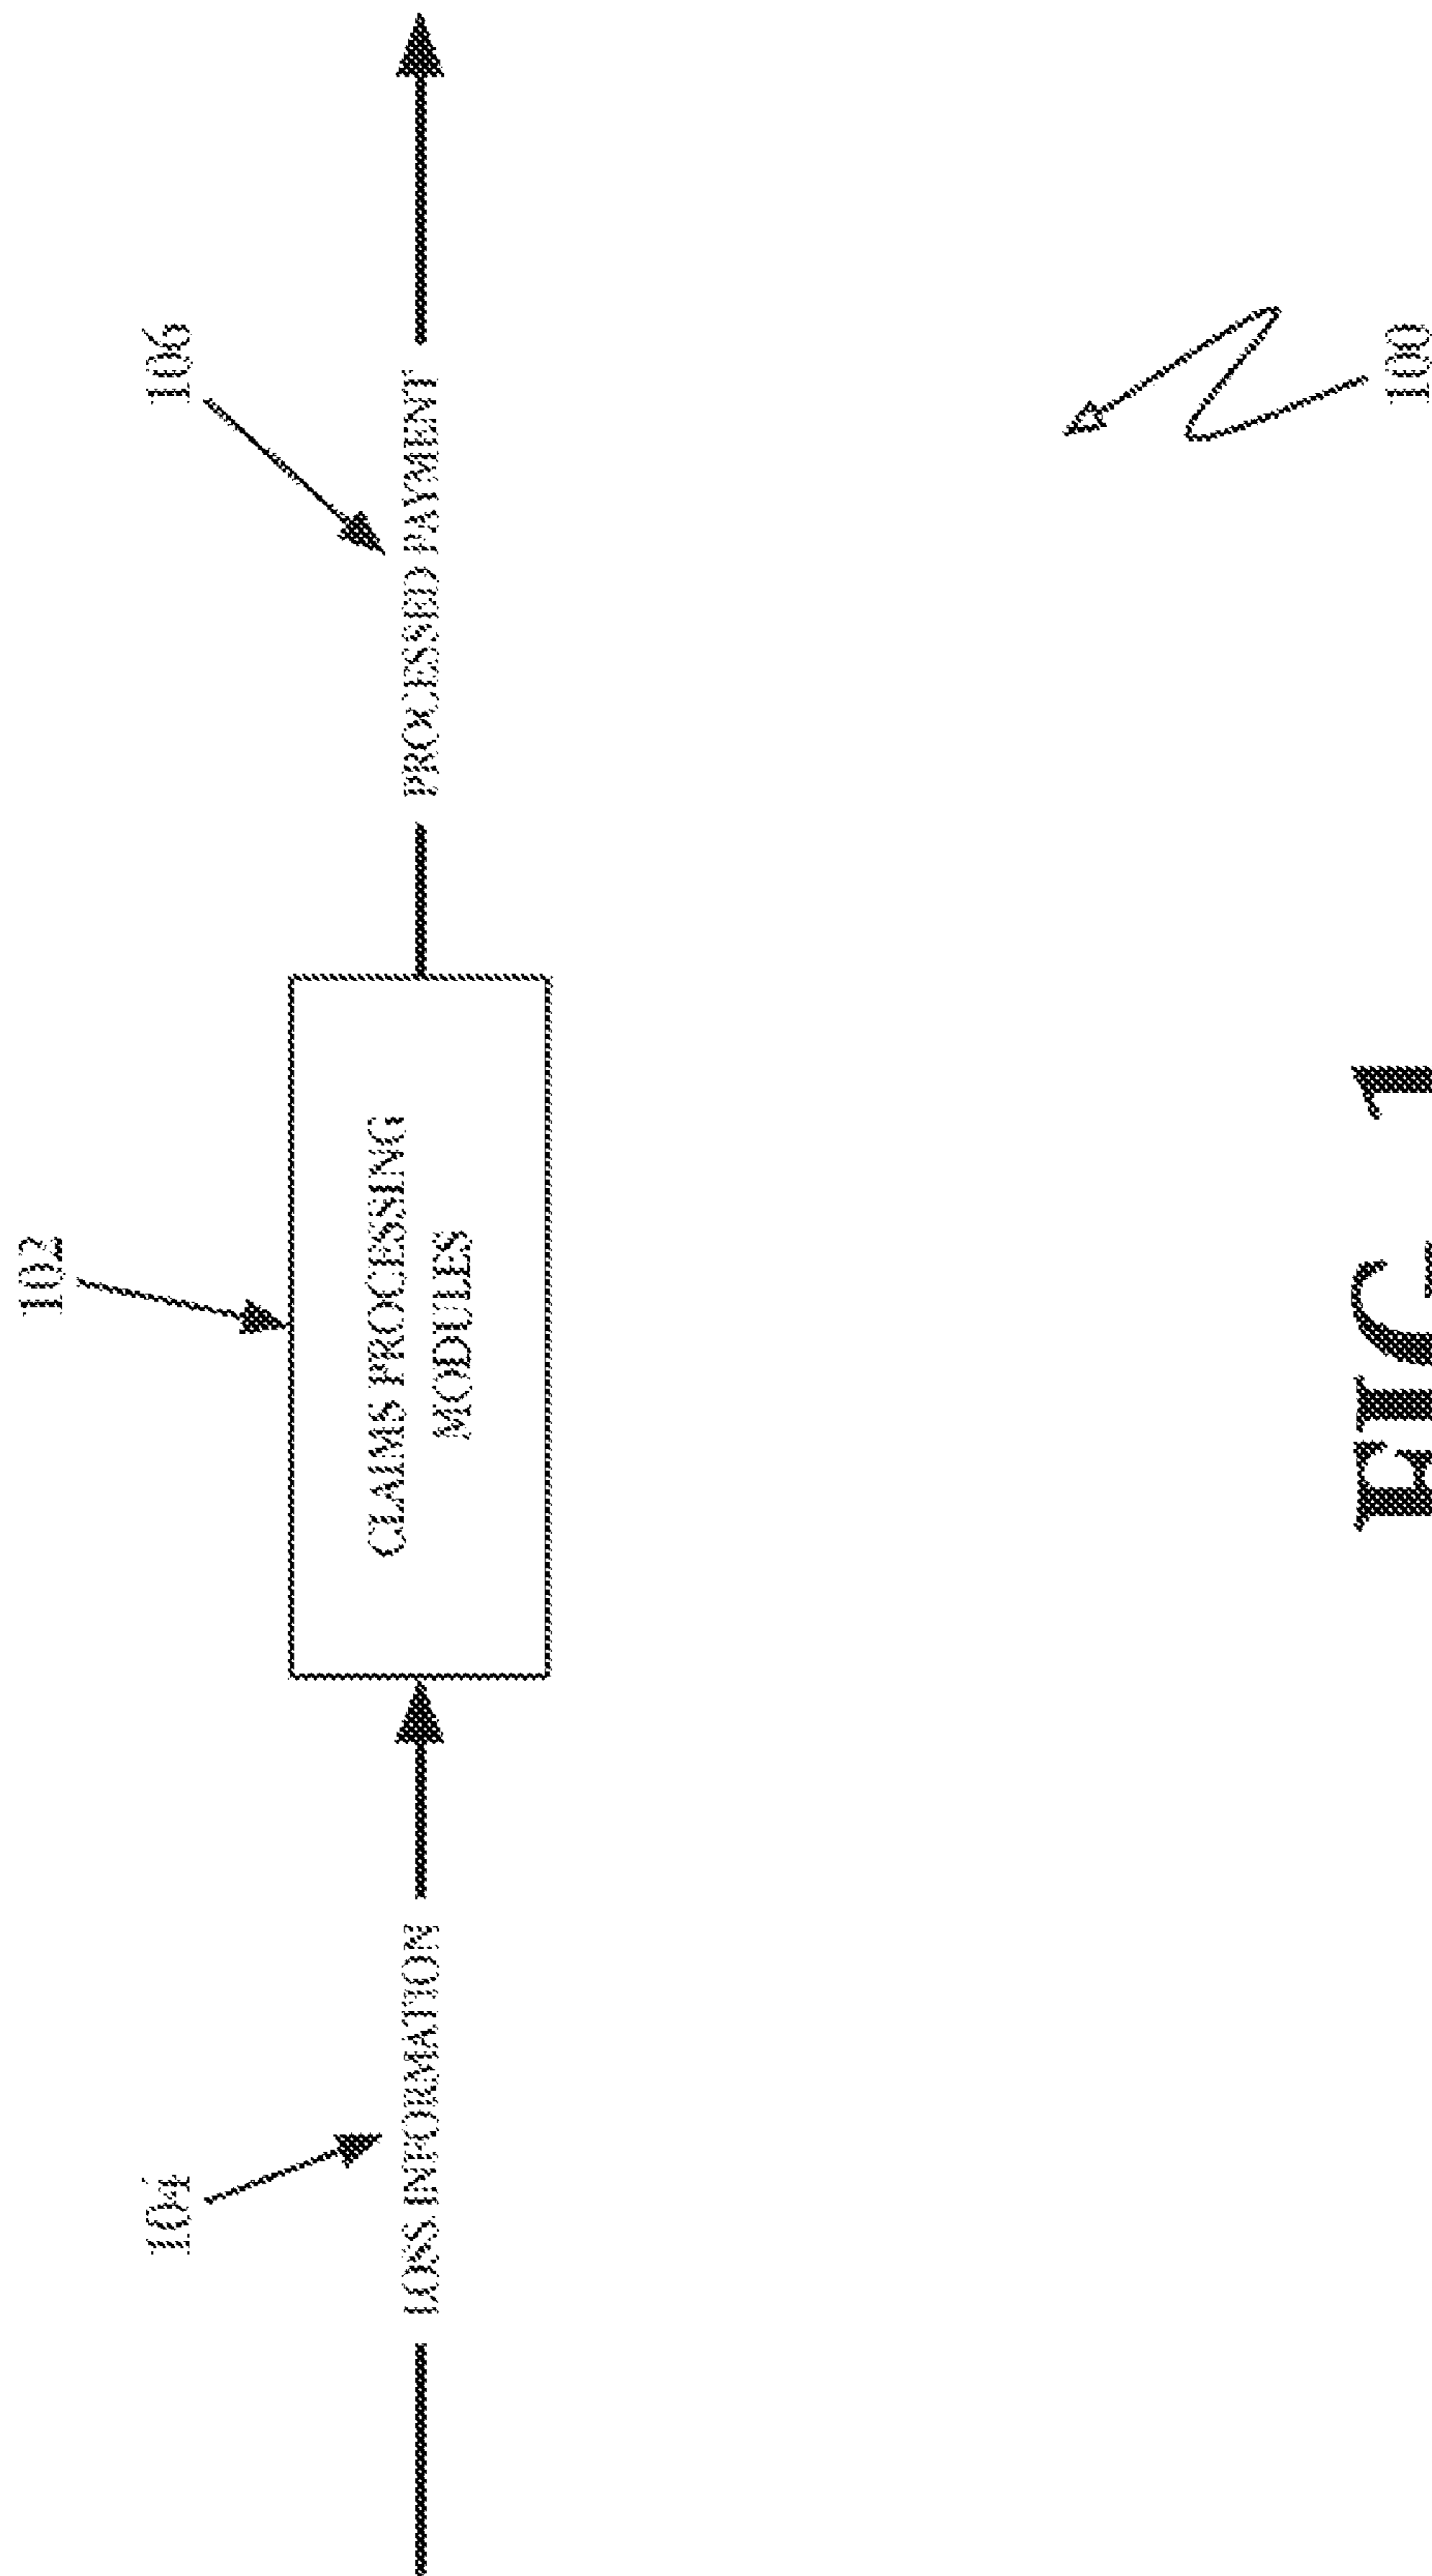 102
104
106
LOSS INFORMATION
CLAIMS PROCESSING
MODULES
PROCESSED PAYMENT
100
FIG. 1